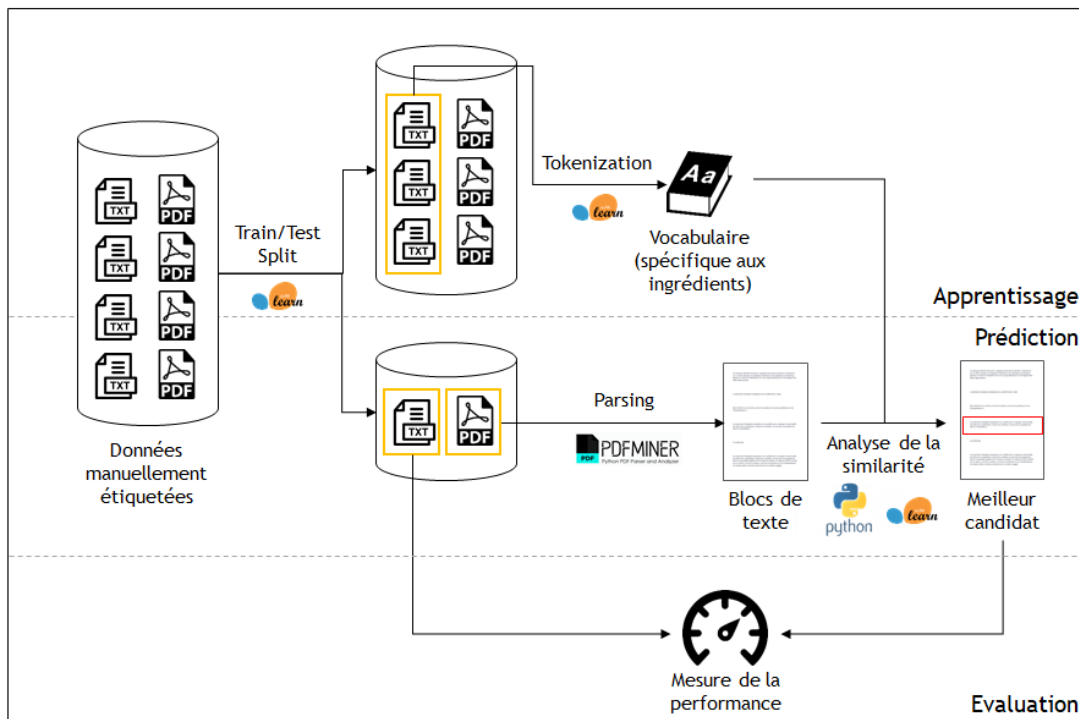 TXT
PDF
TXT
PDF
TXT
PDF
TXT
PDF
Données
manuellement
étiquetées
Train/Test
Split
learn
TXT
PDF
TXT
PDF
TXT
PDF
Tokenization
learn
Aa
Vocabulaire
(spécifique aux
ingrédients)
Apprentissage
Prédiction
TXT
PDF
Parsing
PDF
PDFMINER
Python PDF Parser and Analyzer
Blocs de
texte
Analyse de la
similarité
python
learn
Meilleur
candidat
Mesure de la
performance
Evaluation